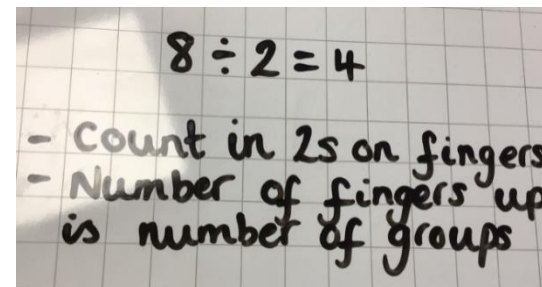 8 ÷ 2 = 4
- Count in 2s on fingers
- Number of fingers up
is number of groups